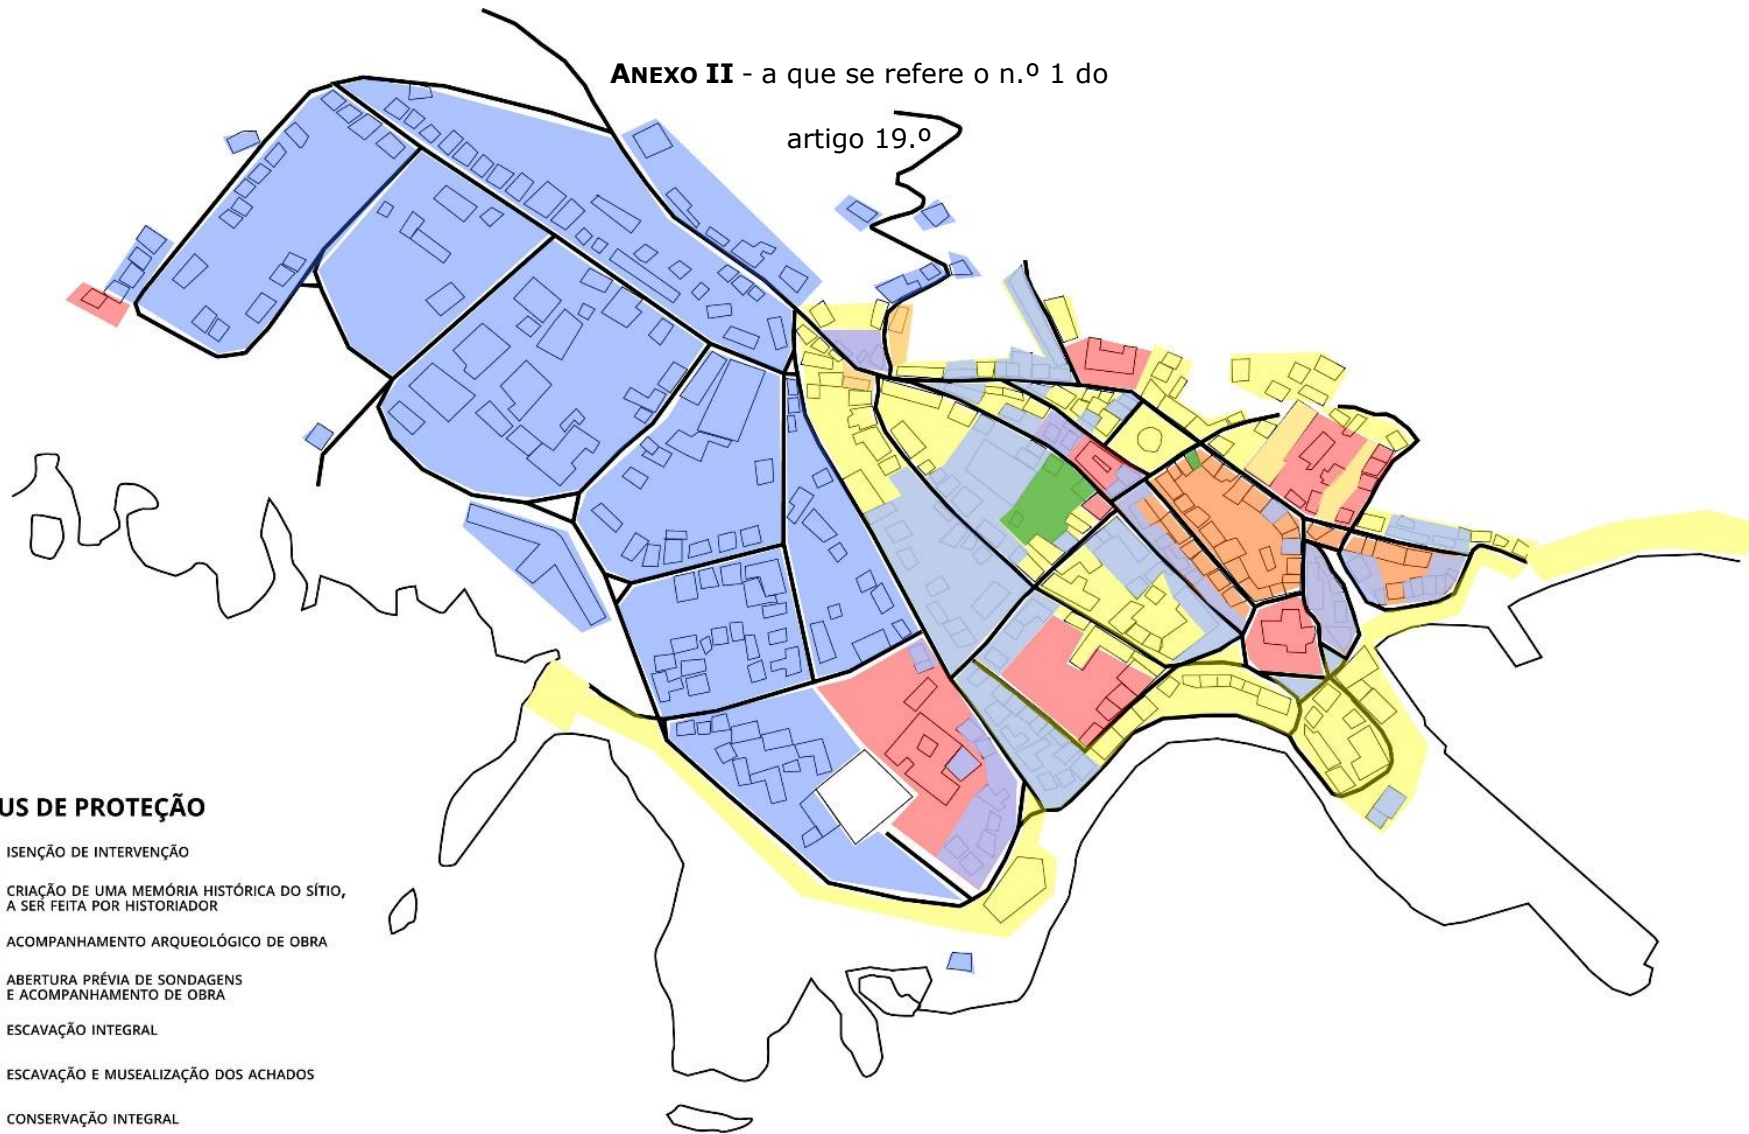 ANEXO II - a que se refere o n.º 1 do
artigo 19.º
US DE PROTEÇÃO
ISENÇÃO DE INTERVENÇÃO
CRIAÇÃO DE UMA MEMÓRIA HISTÓRICA DO SÍTIO,
A SER FEITA POR HISTORIADOR
ACOMPANHAMENTO ARQUEOLÓGICO DE OBRA
ABERTURA PRÉVIA DE SONDAGENS
E ACOMPANHAMENTO DE OBRA
ESCAVAÇÃO INTEGRAL
ESCAVAÇÃO E MUSEALIZAÇÃO DOS ACHADOS
CONSERVAÇÃO INTEGRAL